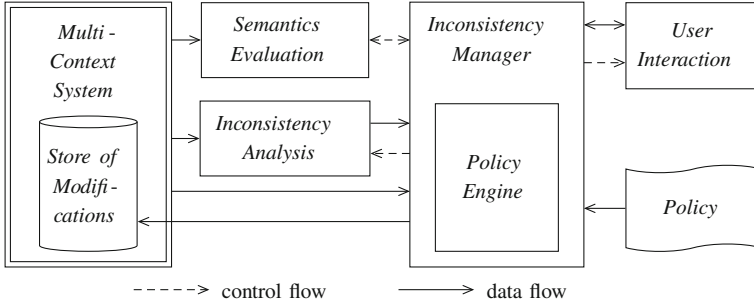 Multi-
Context
System
Store of
Modifi-
cations
Semantics
Evaluation
Inconsistency
Analysis
Inconsistency
Manager
Policy
Engine
User
Interaction
Policy
control flow
data flow